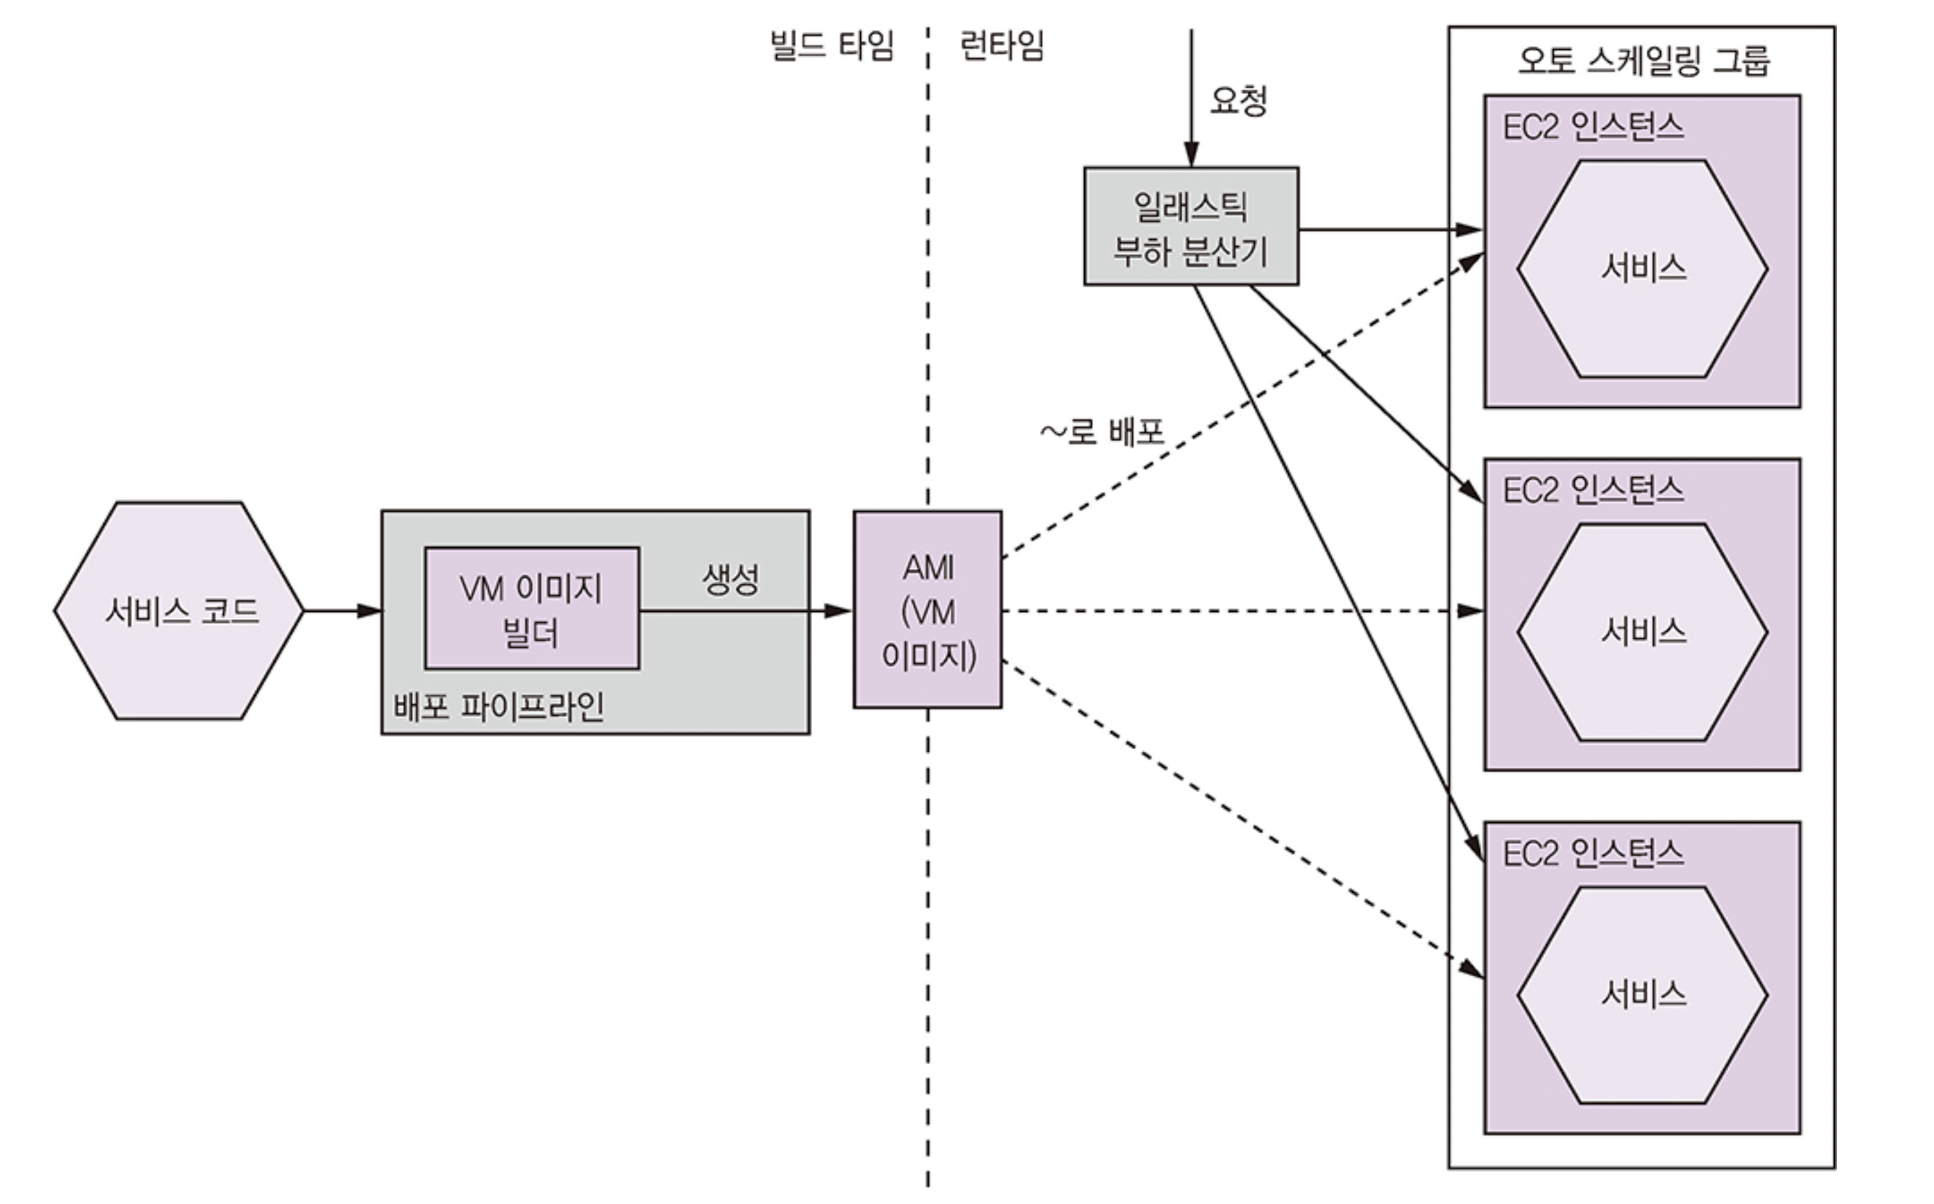 빌드 타임
런타임
요청
오토 스케일링 그룹
EC2 인스턴스
서비스
일래스틱
부하 분산기
~로 배포
서비스 코드
VM 이미지
빌더
생성
배포 파이프라인
AMI
(VM
이미지)
EC2 인스턴스
서비스
EC2 인스턴스
서비스